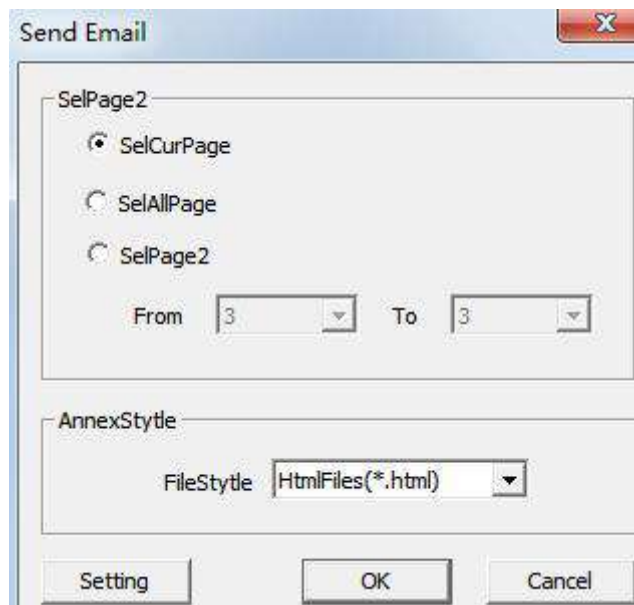 Send Email
SelPage2
SelCurPage
SelAllPage
SelPage2
From 3 To 3
AnnexStytle
FileStytle HtmlFiles(*.html)
Setting OK Cancel